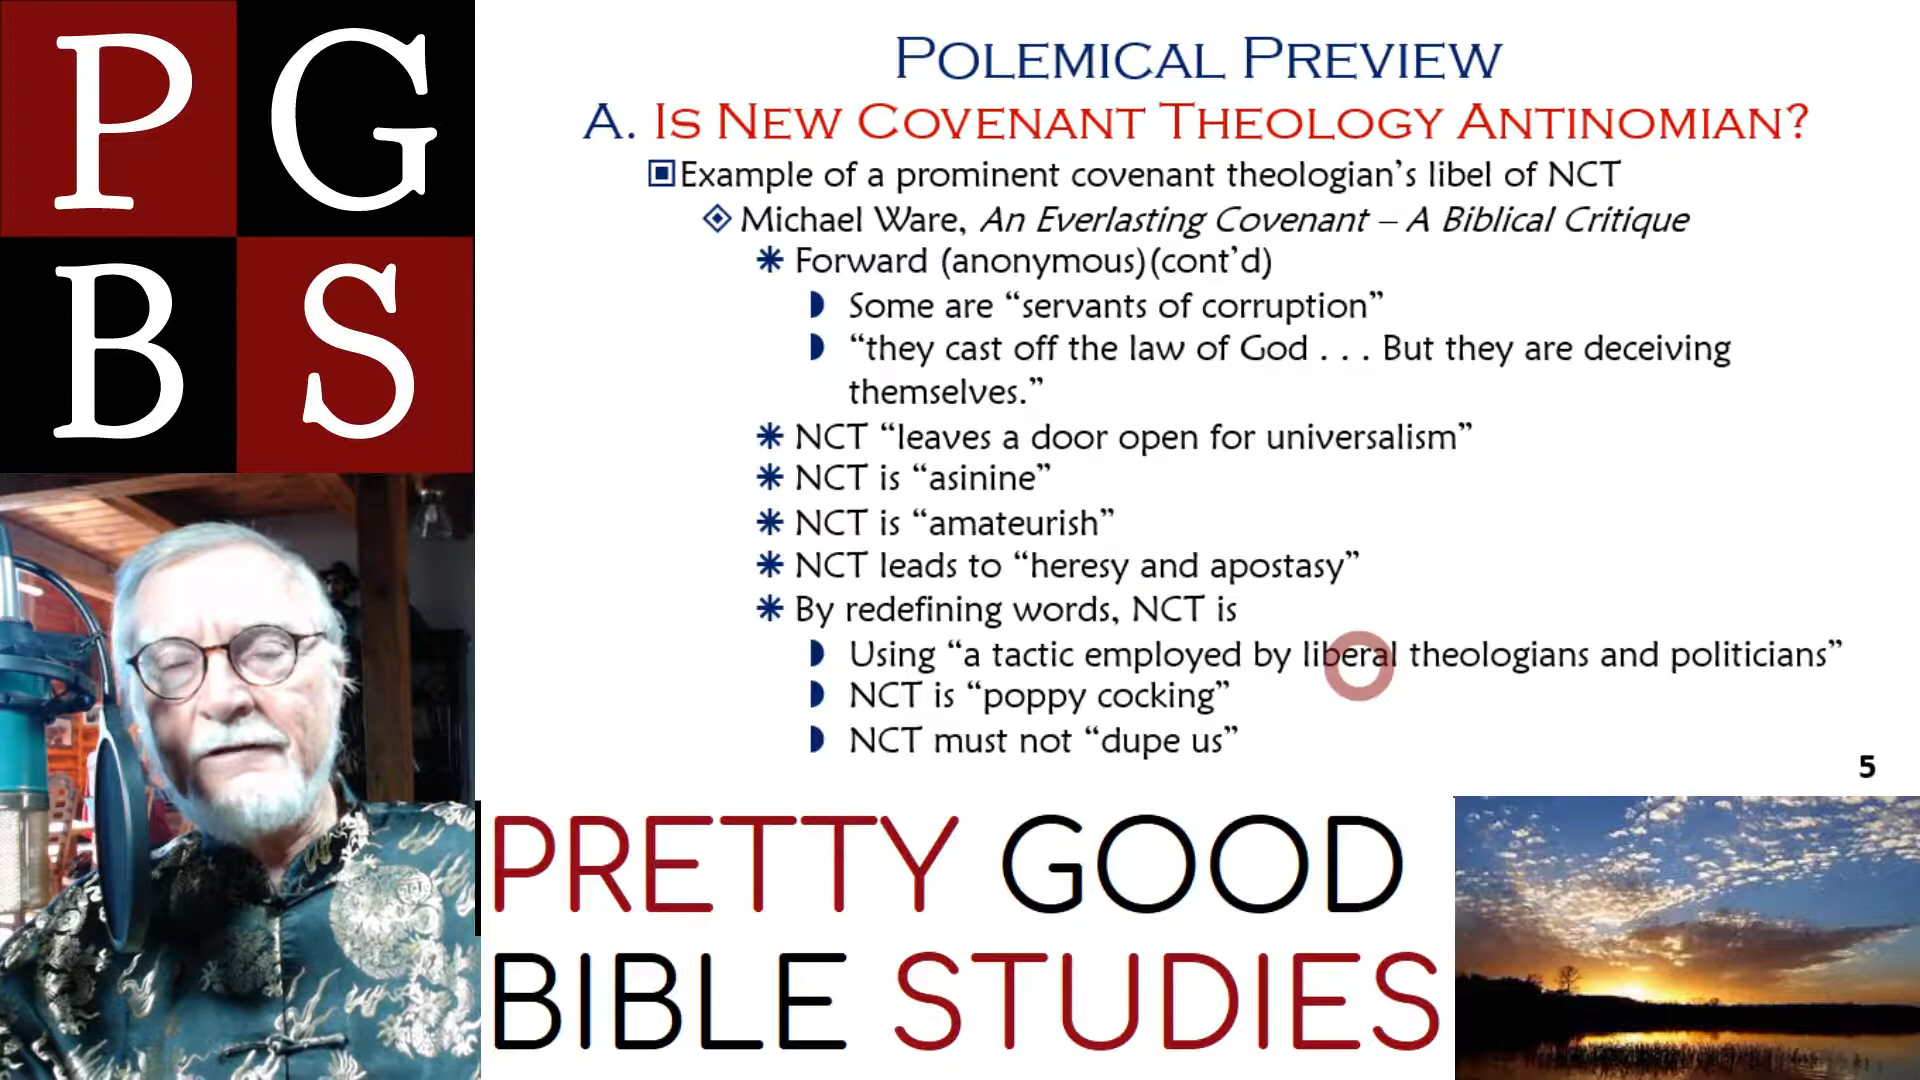 P G
B S
POLEMICAL PREVIEW
A. IS NEW COVENANT THEOLOGY ANTINOMIAN?
Example of a prominent covenant theologian’s libel of NCT
Michael Ware, An Everlasting Covenant – A Biblical Critique
Forward (anonymous)(cont’d)
Some are “servants of corruption”
“they cast off the law of God . . . But they are deceiving
themselves.”
NCT “leaves a door open for universalism”
NCT is “asinine”
NCT is “amateurish”
NCT leads to “heresy and apostasy”
By redefining words, NCT is
Using “a tactic employed by liberal theologians and politicians”
NCT is “poppy cocking”
NCT must not “dupe us”
5
PRETTY GOOD
BIBLE STUDIES